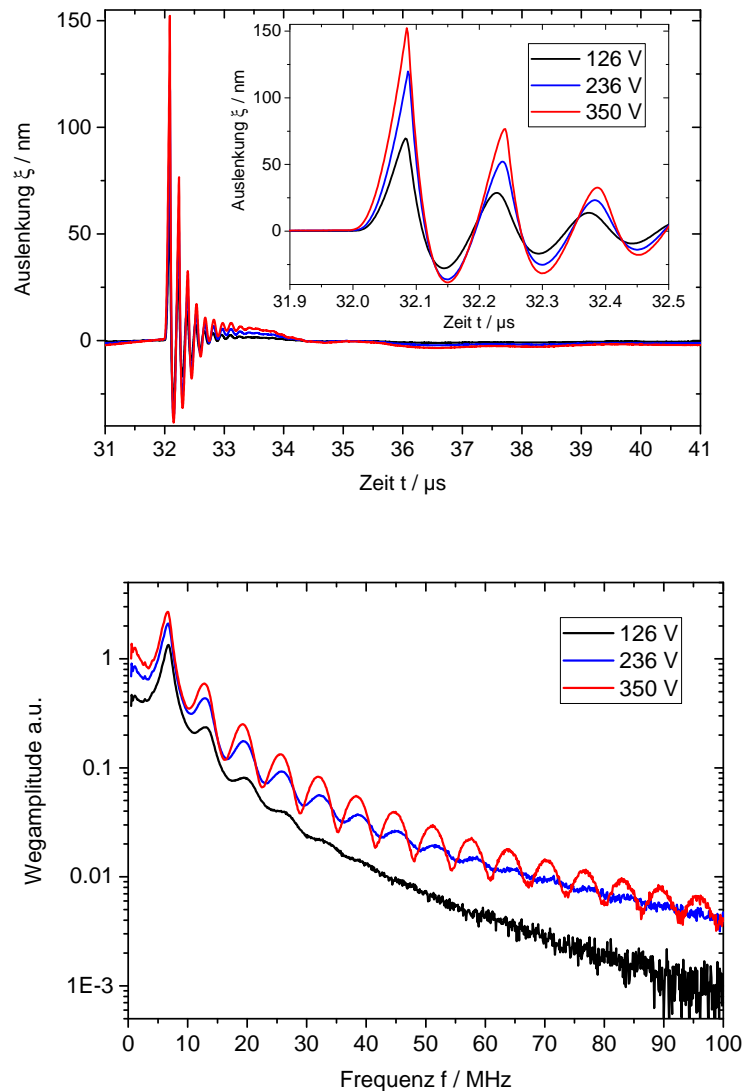 Auslenkung ξ / nm
150
100
50
0
Auslenkung ξ / nm
150
125
100
75
50
25
0
126 V
236 V
350 V
31.9 32.0 32.1 32.2 32.3 32.4 32.5
Zeit t / µs
31 32 33 34 35 36 37 38 39 40 41
Zeit t / µs
Wegamplitude a.u.
1
0.1
0.01
1E-3
126 V
236 V
350 V
0 10 20 30 40 50 60 70 80 90 100
Frequenz f / MHz